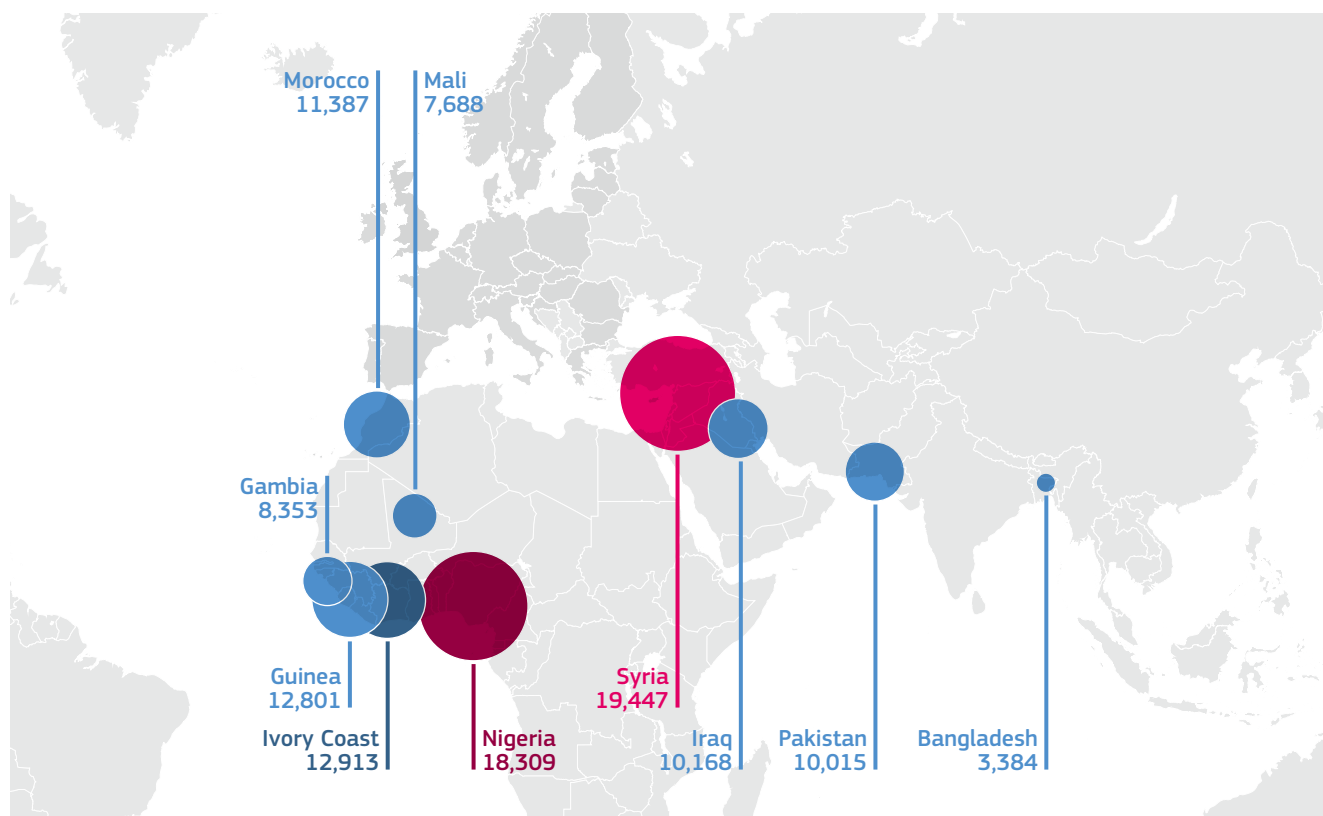 Morocco
11,387
Mali
7,688
Gambia
8,353
Guinea
12,801
Ivory Coast
12,913
Nigeria
18,309
Syria
19,447
Iraq
10,168
Pakistan
10,015
Bangladesh
3,384